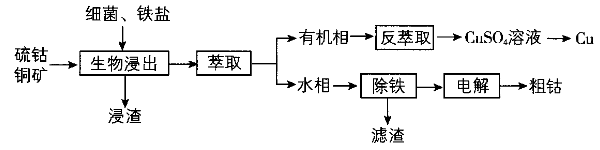 细菌、铁盐
硫钴铜矿
生物浸出
萃取
有机相
反萃取
CuSO₄溶液
Cu
水相
除铁
电解
粗钴
浸渣
滤渣